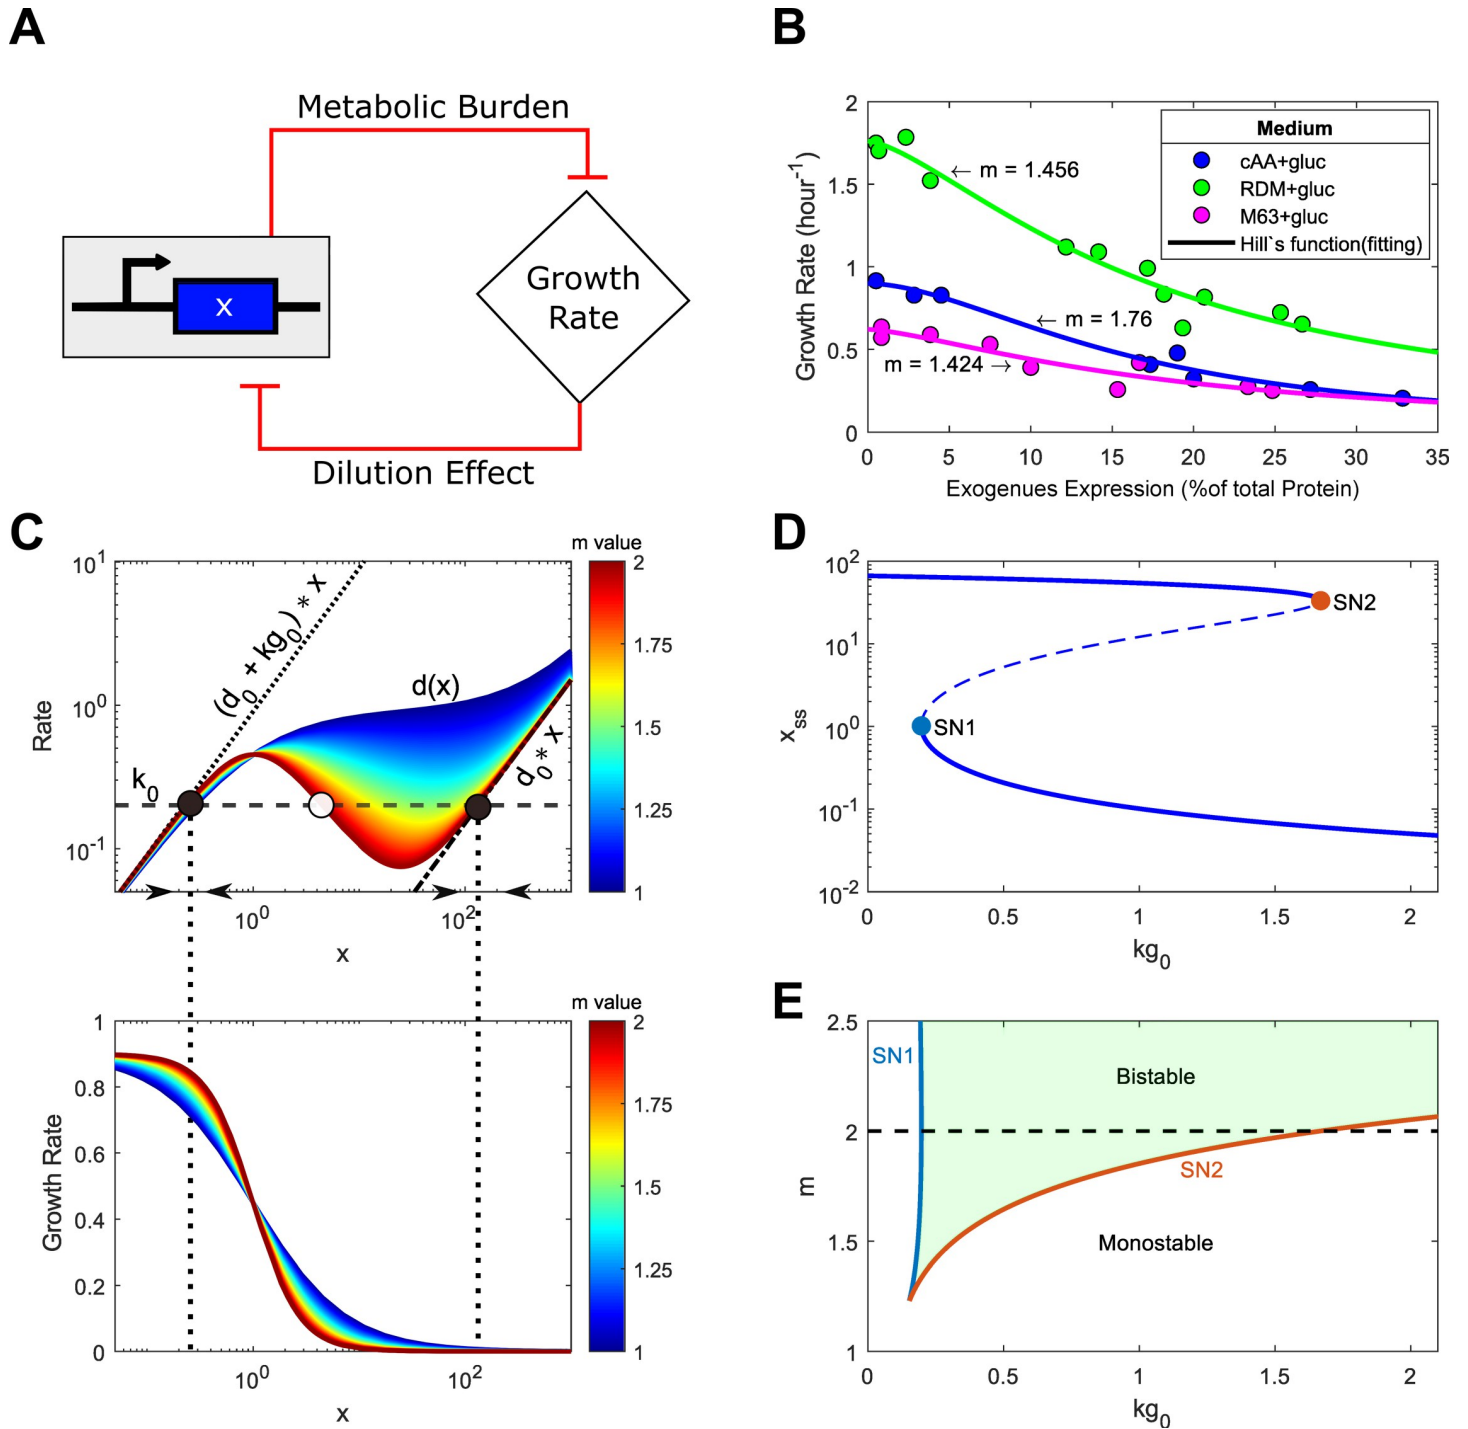 A
Metabolic Burden
x
Growth
Rate
Dilution Effect
B
2
1.5
1
0.5
0
Growth Rate (hour⁻¹)
Medium
cAA+gluc
RDM+gluc
M63+gluc
Hill`s function(fitting)
← m = 1.456
← m = 1.76
m = 1.424 →
0 5 10 15 20 25 30 35
Exogenues Expression (%of total Protein)
C
m value
10¹
10⁰
10⁻¹
Rate
(d₀ + kg₀) * x
d(x)
d₀* x
k₀
10⁰ 10²
x
2
1.75
1.5
1.25
1
m value
1
0.8
0.6
0.4
0.2
0
Growth Rate
10⁰ 10²
x
2
1.75
1.5
1.25
1
D
10²
10¹
10⁰
10⁻¹
10⁻²
xₛₛ
SN2
SN1
0 0.5 1 1.5 2
kg₀
E
2.5
2
1.5
1
m
SN1
Bistable
SN2
Monostable
0 0.5 1 1.5 2
kg₀